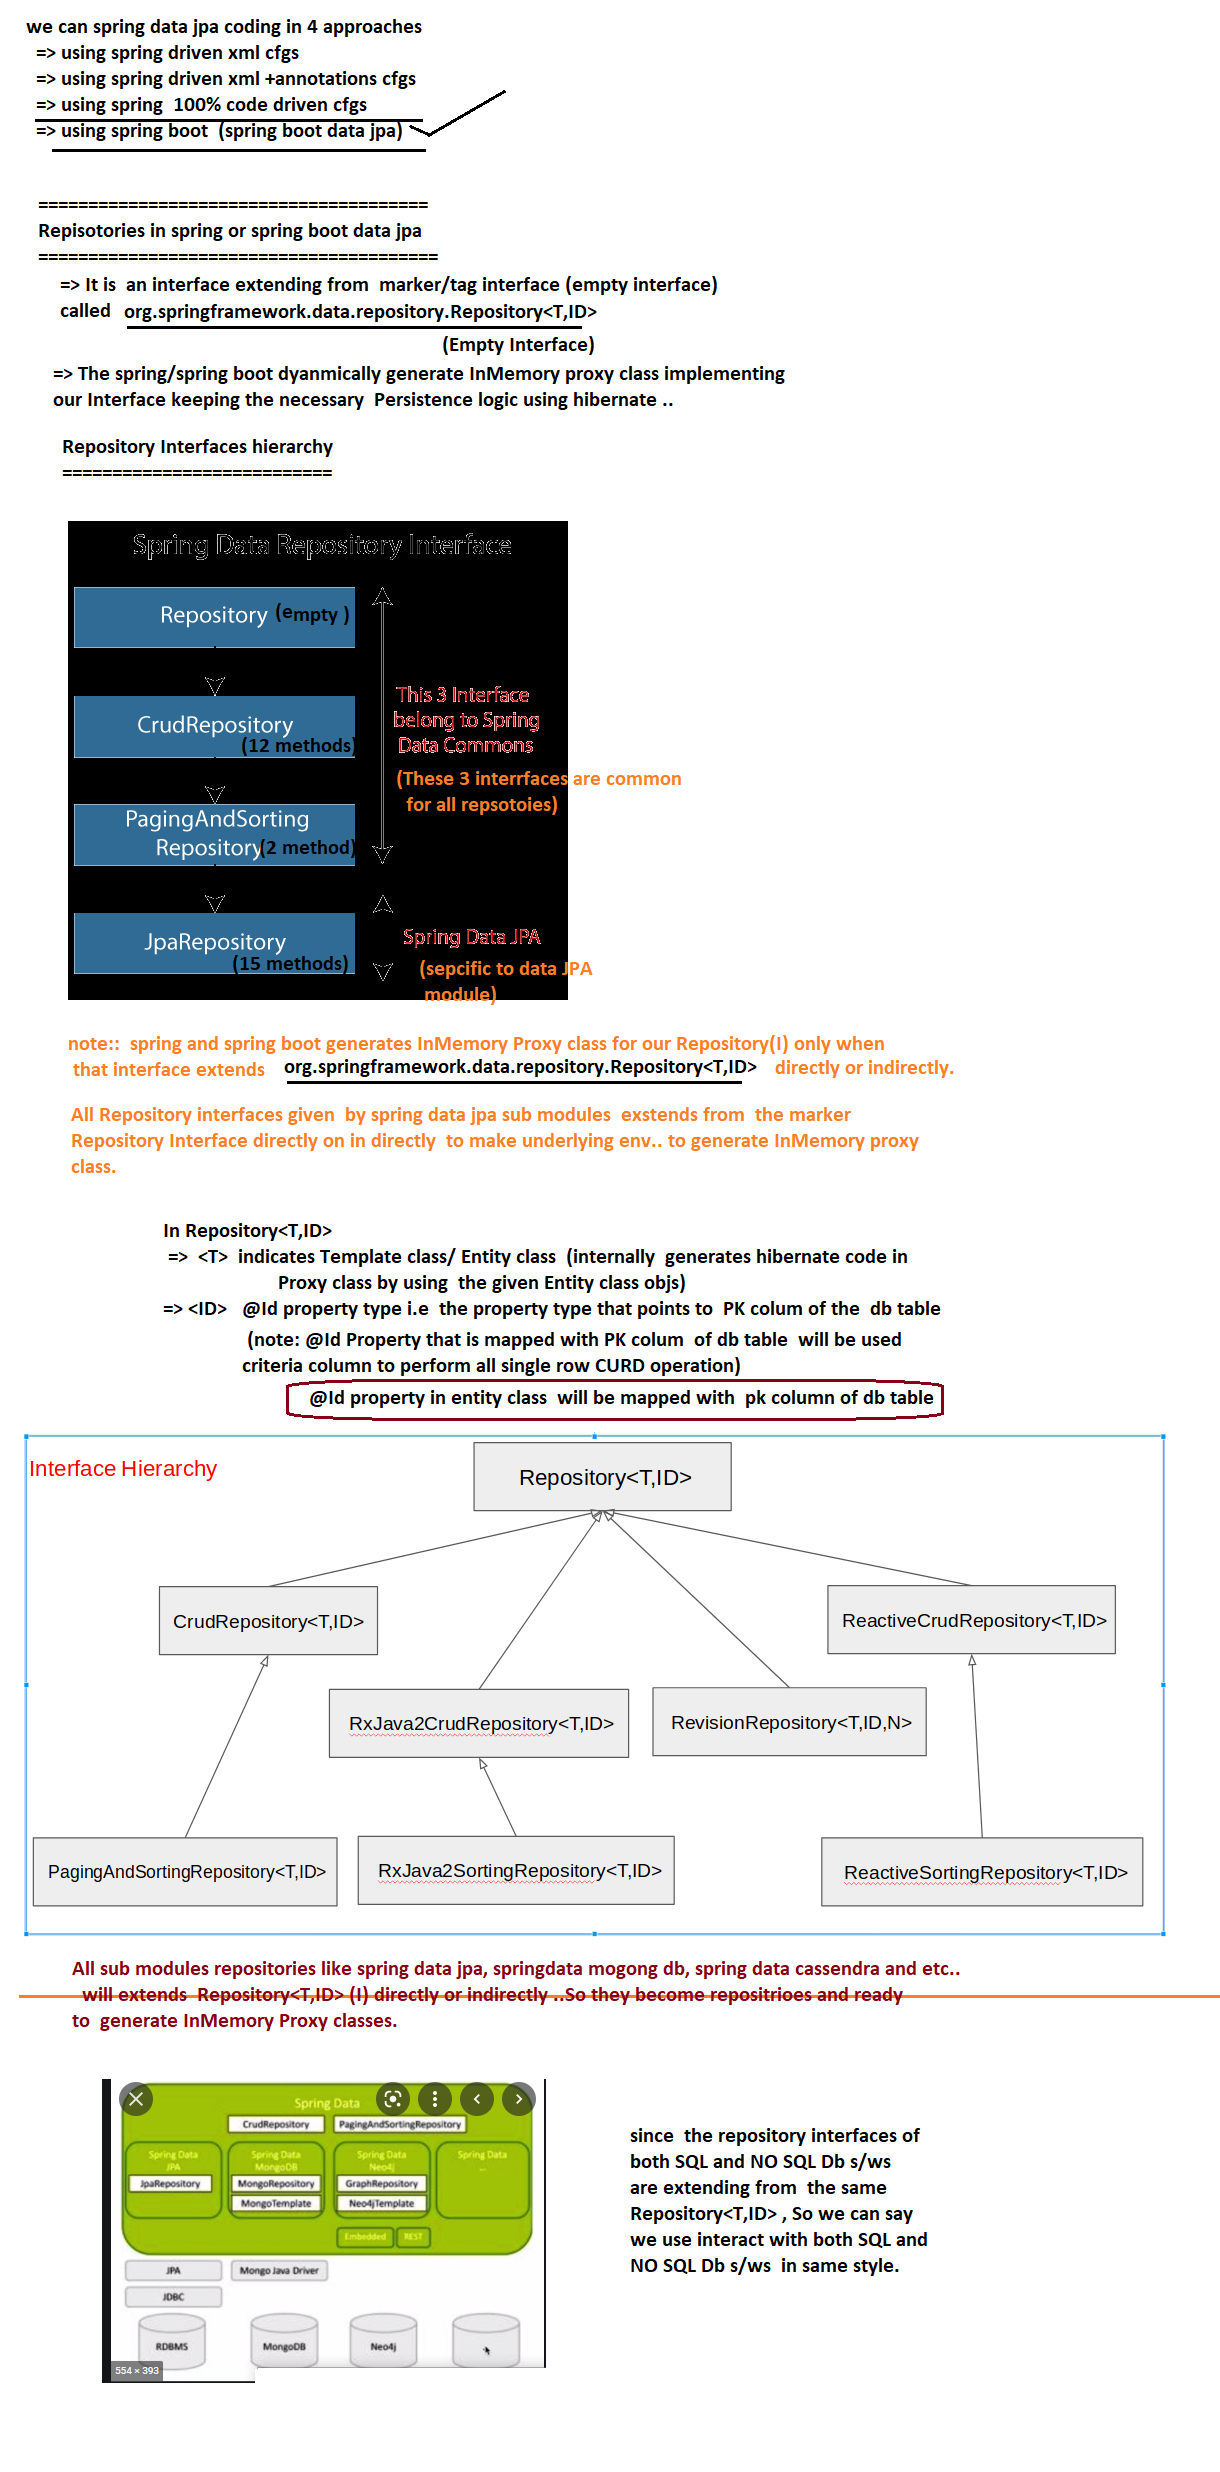 we can spring data jpa coding in 4 approaches
=> using spring driven xml cfgs
=> using spring driven xml +annotations cfgs
=> using spring  100% code driven cfgs
=> using spring boot  (spring boot data jpa)
=======================================
Repisotories in spring or spring boot data jpa
========================================
=> It is  an interface extending from  marker/tag interface (empty interface)
called  org.springframework.data.repository.Repository<T,ID>
(Empty Interface)
=> The spring/spring boot dyanmically generate InMemory proxy class implementing
our Interface keeping the necessary  Persistence logic using hibernate ..
Repository Interfaces hierarchy
===========================
Spring Data Repository Interface
Repository (empty )
CrudRepository
(12 methods)
This 3 Interface
belong to Spring
Data Commons
(These 3 interrfaces are common
for all repsotoies)
PagingAndSorting
Repository (2 method)
JpaRepository
(15 methods)
Spring Data JPA
(sepcific to data JPA
module)
note::  spring and spring boot generates InMemory Proxy class for our Repository(I) only when
that interface extends  org.springframework.data.repository.Repository<T,ID>  directly or indirectly.
All Repository interfaces given  by spring data jpa sub modules  exstends from  the marker
Repository Interface directly on in directly  to make underlying env.. to generate InMemory proxy
class.
In Repository<T,ID>
=>  <T>  indicates Template class/ Entity class  (internally  generates hibernate code in
Proxy class by using  the given Entity class objs)
=> <ID>   @Id property type i.e  the property type that points to  PK colum of the  db table
(note: @Id Property that is mapped with PK colum  of db table  will be used
criteria column to perform all single row CURD operation)
@Id property in entity class  will be mapped with  pk column of db table
Interface Hierarchy
Repository<T,ID>
CrudRepository<T,ID>
ReactiveCrudRepository<T,ID>
RxJava2CrudRepository<T,ID>
RevisionRepository<T,ID,N>
PagingAndSortingRepository<T,ID>
RxJava2SortingRepository<T,ID>
ReactiveSortingRepository<T,ID>
All sub modules repositories like spring data jpa, springdata mogong db, spring data cassendra and etc..
will extends  Repository<T,ID> (I) directly or indirectly ..So they become repositrioes and ready
to  generate InMemory Proxy classes.
Spring Data
CrudRepository
PagingAndSortingRepository
Spring Data
JPA
JpaRepository
Spring Data
MongoDB
MongoRepository
MongoTemplate
Spring Data
Neo4j
GraphRepository
Neo4jTemplate
Spring Data
...
Embedded
REST
JPA
Mongo Java Driver
JDBC
RDBMS
MongoDB
Neo4j
554 × 393
since  the repository interfaces of
both SQL and NO SQL Db s/ws
are extending from  the same
Repository<T,ID> , So we can say
we use interact with both SQL and
NO SQL Db s/ws  in same style.